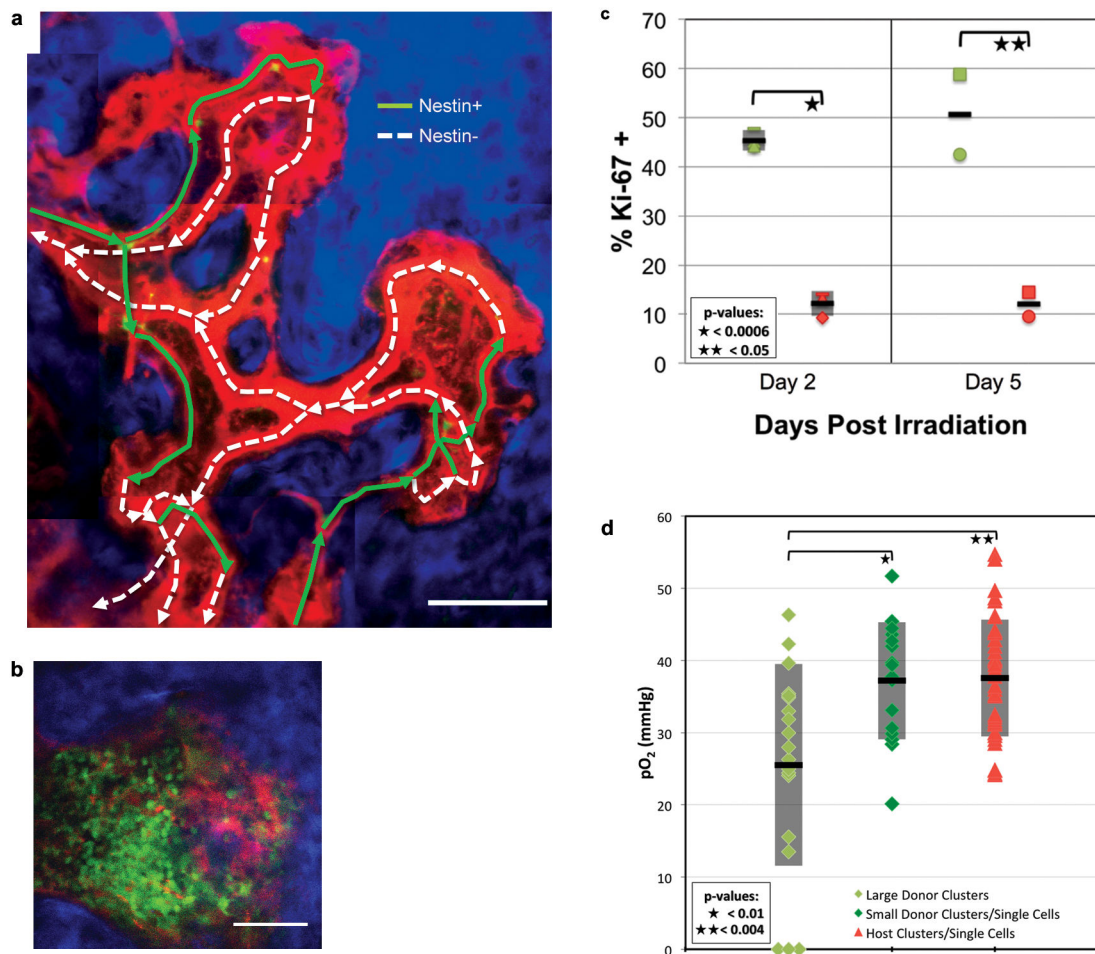 a
Nestin+
Nestin-
b
c
70
60
50
40
30
20
10
0
% Ki-67 +
★
★★
p-values:
★ < 0.0006
★★ < 0.05
Day 2
Day 5
Days Post Irradiation
d
60
50
40
30
20
10
0
pO₂ (mmHg)
★
★★
p-values:
★ < 0.01
★★< 0.004
Large Donor Clusters
Small Donor Clusters/Single Cells
Host Clusters/Single Cells